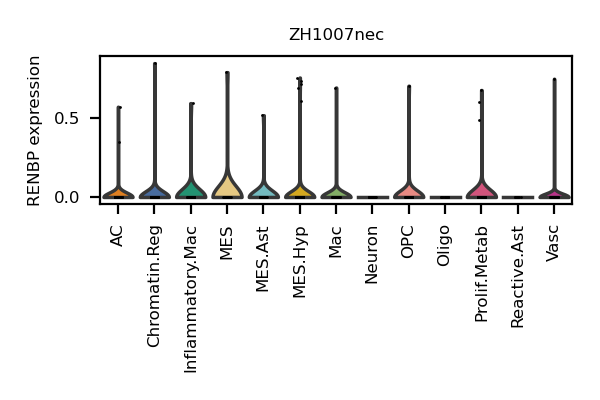 ZH1007nec
RENBP expression
0.5
0.0
AC
Chromatin.Reg
Inflammatory.Mac
MES
MES.Ast
MES.Hyp
Mac
Neuron
OPC
Oligo
Prolif.Metab
Reactive.Ast
Vasc